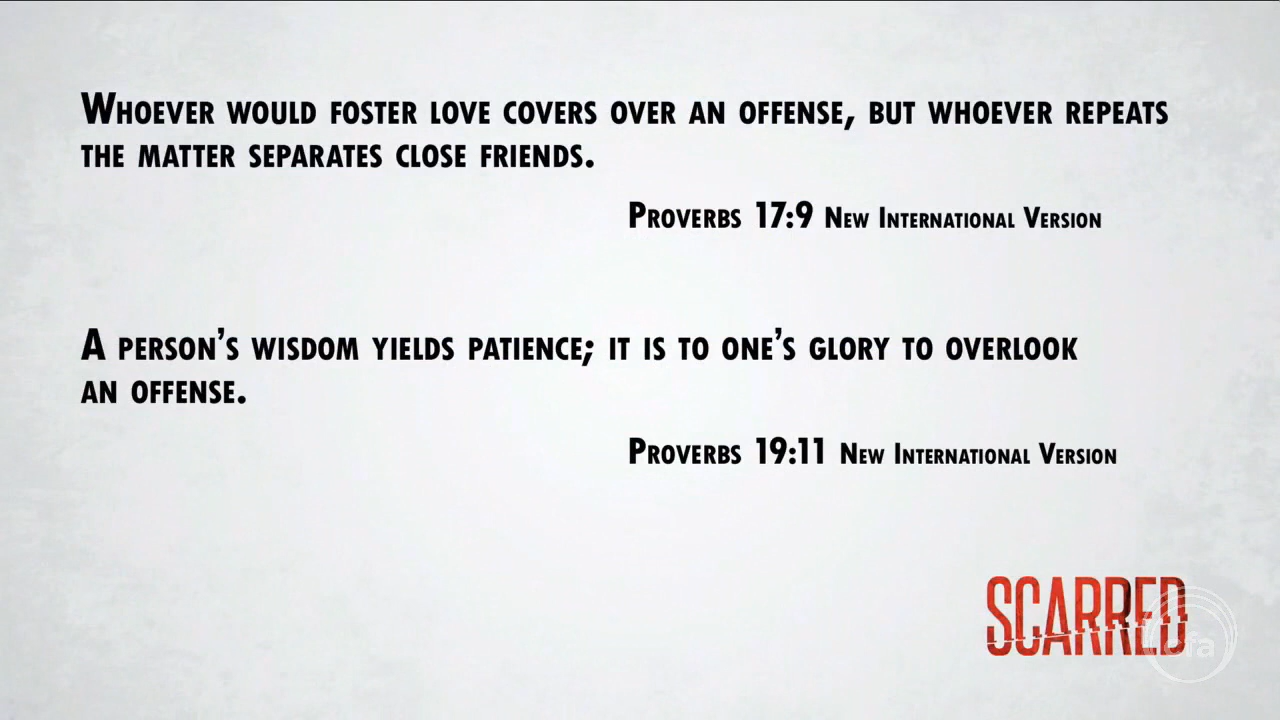 Whoever would foster love covers over an offense, but whoever repeats
the matter separates close friends.
Proverbs 17:9 New International Version
A person's wisdom yields patience; it is to one's glory to overlook
an offense.
Proverbs 19:11 New International Version
SCARRED
cfa